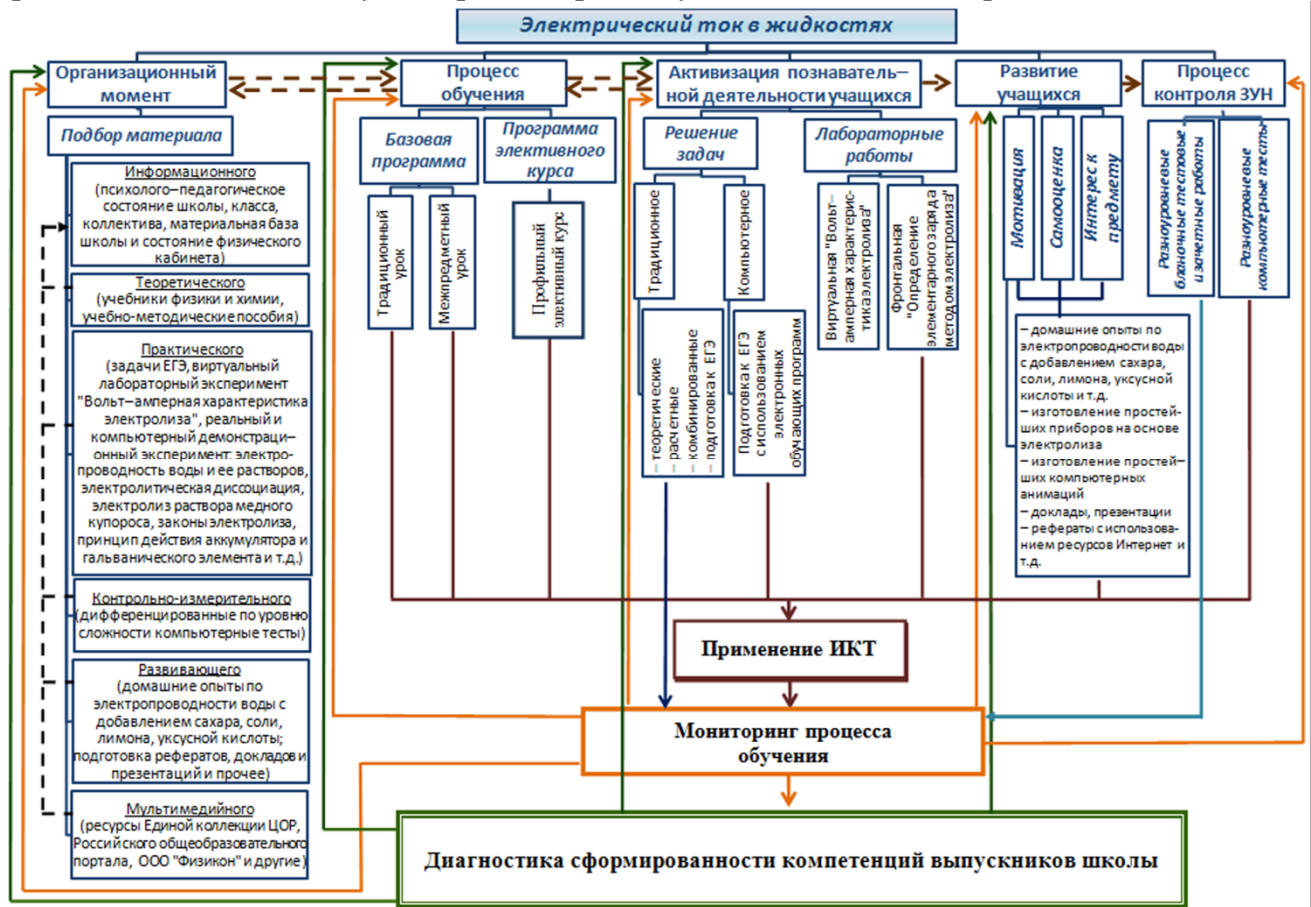 Электрический ток в жидкостях
Организационный
момент
Процесс
обучения
Активизация познаватель–
ной деятельности учащихся
Развитие
учащихся
Процесс
контроля ЗУН
Подбор материала
Информационного
(психолого–педагогическое
состояние школы, класса,
коллектива, материальная база
школы и состояние физического
кабинета)
Теоретического
(учебники физики и химии,
учебно-методические пособия)
Практического
(задачи ЕГЭ, виртуальный
лабораторный эксперимент
"Вольт–амперная характеристика
электролиза", реальный и
компьютерный демонстраци–
онный эксперимент: электро-
проводность воды и ее растворов,
электролитическая диссоциация,
электролиз раствора медного
купороса, законы электролиза,
принцип действия аккумулятора и
гальванического элемента и т.д.)
Контрольно-измерительного
(дифференцированные по уровню
сложности компьютерные тесты)
Развивающего
(домашние опыты по
электропроводности воды с
добавлением сахара, соли,
лимона, уксусной кислоты;
подготовка рефератов, докладов и
презентаций и прочее)
Мультимедийного
(ресурсы Единой коллекции ЦОР,
Российского общеобразовательного
портала, ООО "Физикон" и другие)
Базовая
программа
Программа
элективного
курса
Традиционный
урок
Межпредметный
урок
Профильный
элективный курс
Решение
задач
Лабораторные
работы
Традиционное
Компьютерное
– теоретические
– расчетные
– комбинированные
– подготовка к ЕГЭ
Подготовка к ЕГЭ
с использованием
электронных
обучающих программ
Виртуальная "Вольт–
амперная характерис–
тика электролиза"
Фронтальная
"Определение
элементарного заряда
методом электролиза"
Мотивация
Самооценка
Интерес к
предмету
– домашние опыты по
электропроводности воды
с добавлением сахара,
соли, лимона, уксусной
кислоты и т.д.
– изготовление простей-
ших приборов на основе
электролиза
– изготовление простей–
ших компьютерных
анимаций
– доклады, презентации
– рефераты с использова-
нием ресурсов Интернет и
т.д.
Разноуровневые
бланочные тестовые
и зачетные работы
Разноуровневые
компьютерные тесты
Применение ИКТ
Мониторинг процесса
обучения
Диагностика сформированности компетенций выпускников школы